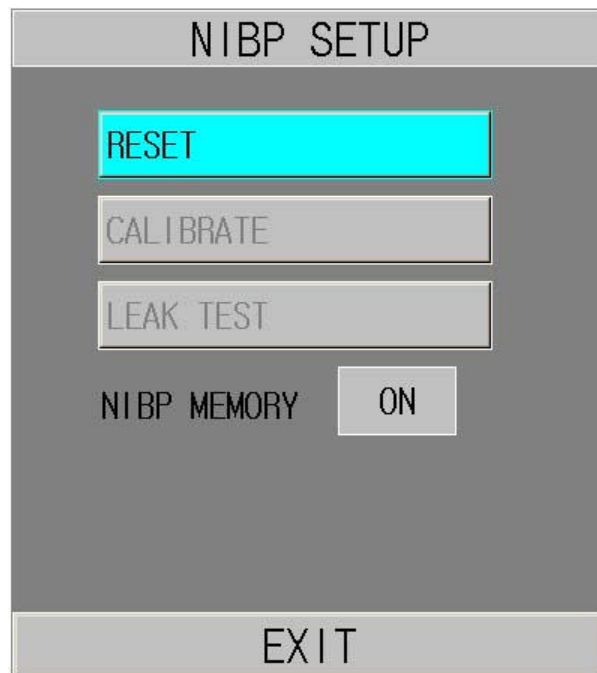 NIBP SETUP
RESET
CALIBRATE
LEAK TEST
NIBP MEMORY ON
EXIT